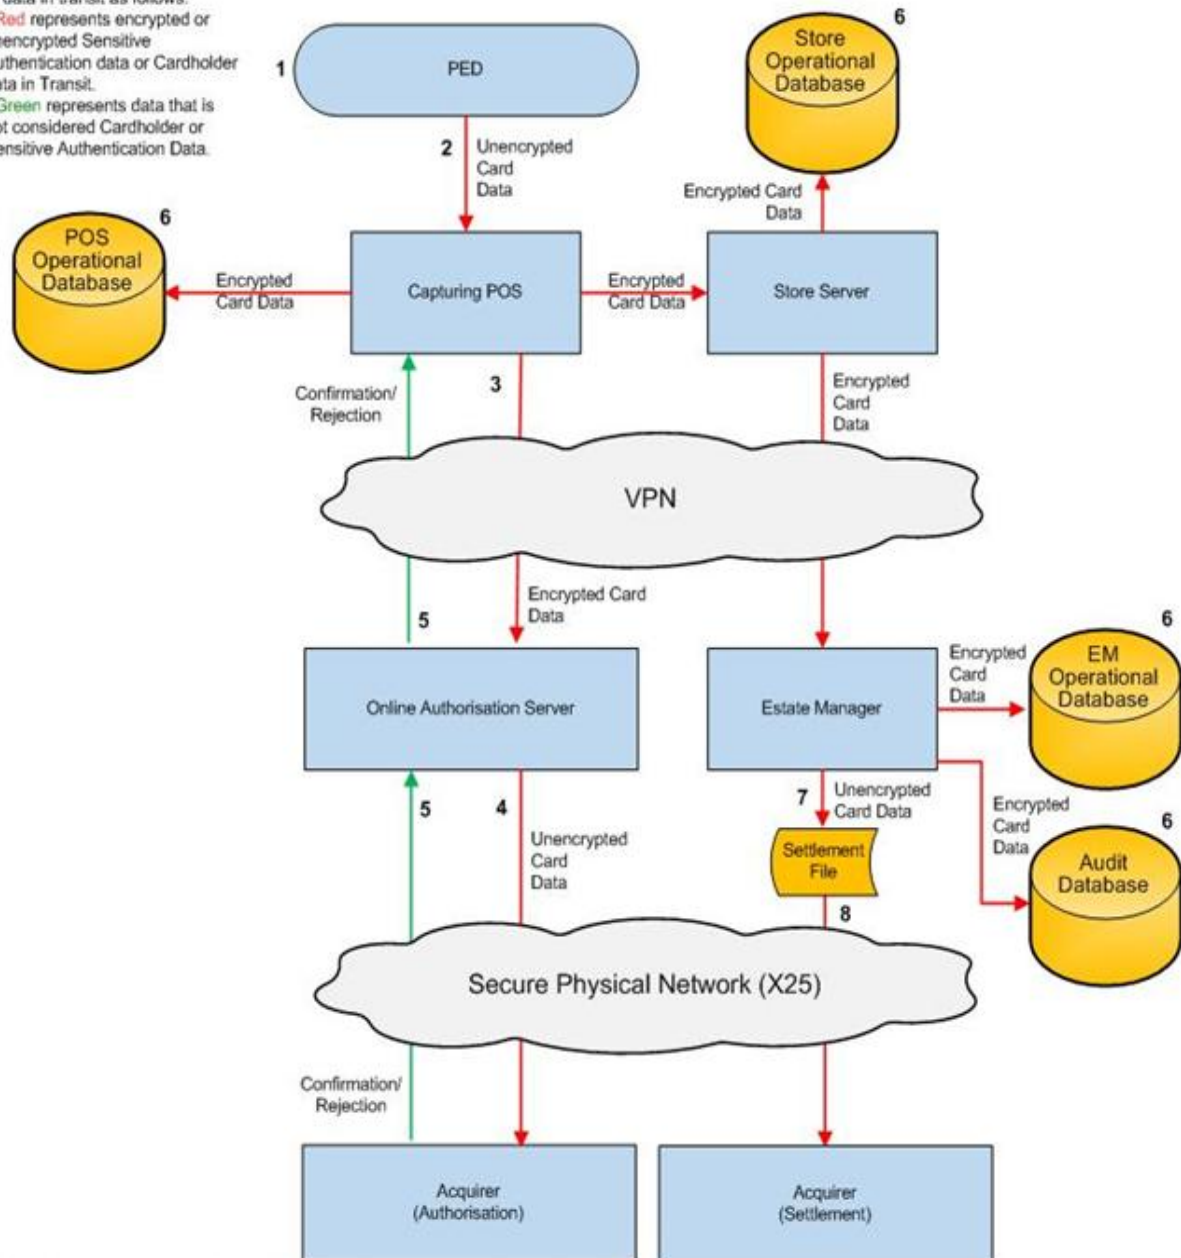 data in transit as follows:
Red represents encrypted or
Sensitive
data or Cardholder
in Transit.
Green represents data that is
considered Cardholder or
Authentication Data.
1
PED
6
Store
Operational
Database
2
Unencrypted
Card
Data
Encrypted Card
Data
6
POS
Operational
Database
Encrypted
Card Data
Capturing POS
Encrypted
Card Data
Store Server
Confirmation/
Rejection
3
Encrypted
Card
Data
VPN
5
Encrypted Card
Data
Online Authorisation Server
Estate Manager
Encrypted
Card
Data
6
EM
Operational
Database
5
4
Unencrypted
Card
Data
7
Unencrypted
Card Data
Settlement
File
8
Encrypted
Card
Data
6
Audit
Database
Secure Physical Network (X25)
Confirmation/
Rejection
Acquirer
(Authorisation)
Acquirer
(Settlement)